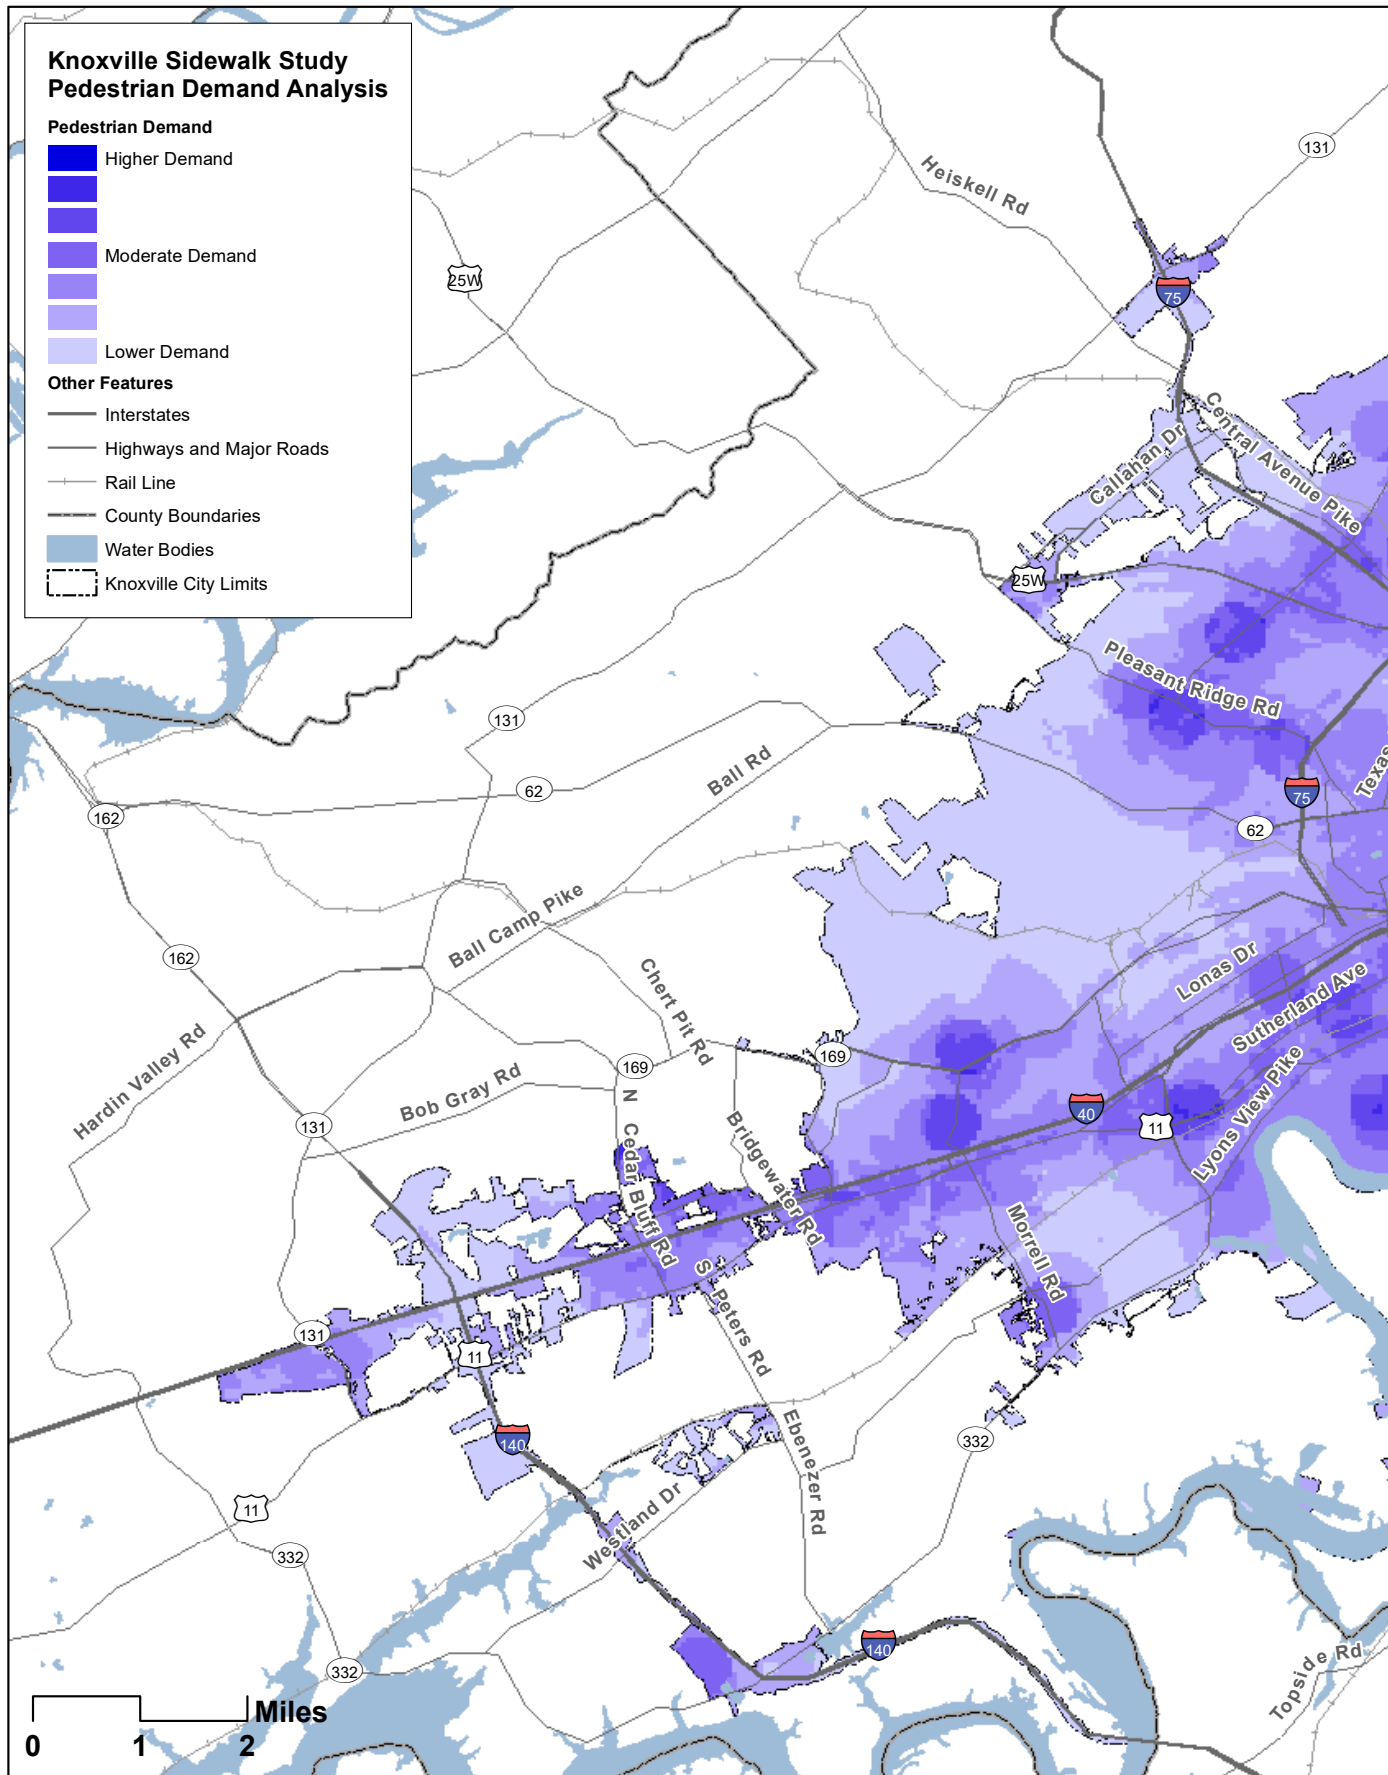 Knoxville Sidewalk Study
Pedestrian Demand Analysis
Pedestrian Demand
Higher Demand
Moderate Demand
Lower Demand
Other Features
Interstates
Highways and Major Roads
Rail Line
County Boundaries
Water Bodies
Knoxville City Limits
131
Heiskell Rd
25W
75
Central Avenue Pike
Callahan Dr
25W
Pleasant Ridge Rd
131
Ball Rd
62
75
Texas
162
62
Ball Camp Pike
162
Chert Pit Rd
Lonas Dr
Sutherland Ave
Hardin Valley Rd
169
169
Bob Gray Rd
N Cedar Bluff Rd
Bridgewater Rd
40
11
Lyons View Pike
131
Morrell Rd
S Peters Rd
131
11
Ebenezer Rd
140
332
11
Westland Dr
332
140
332
Topside Rd
Miles
0
1
2